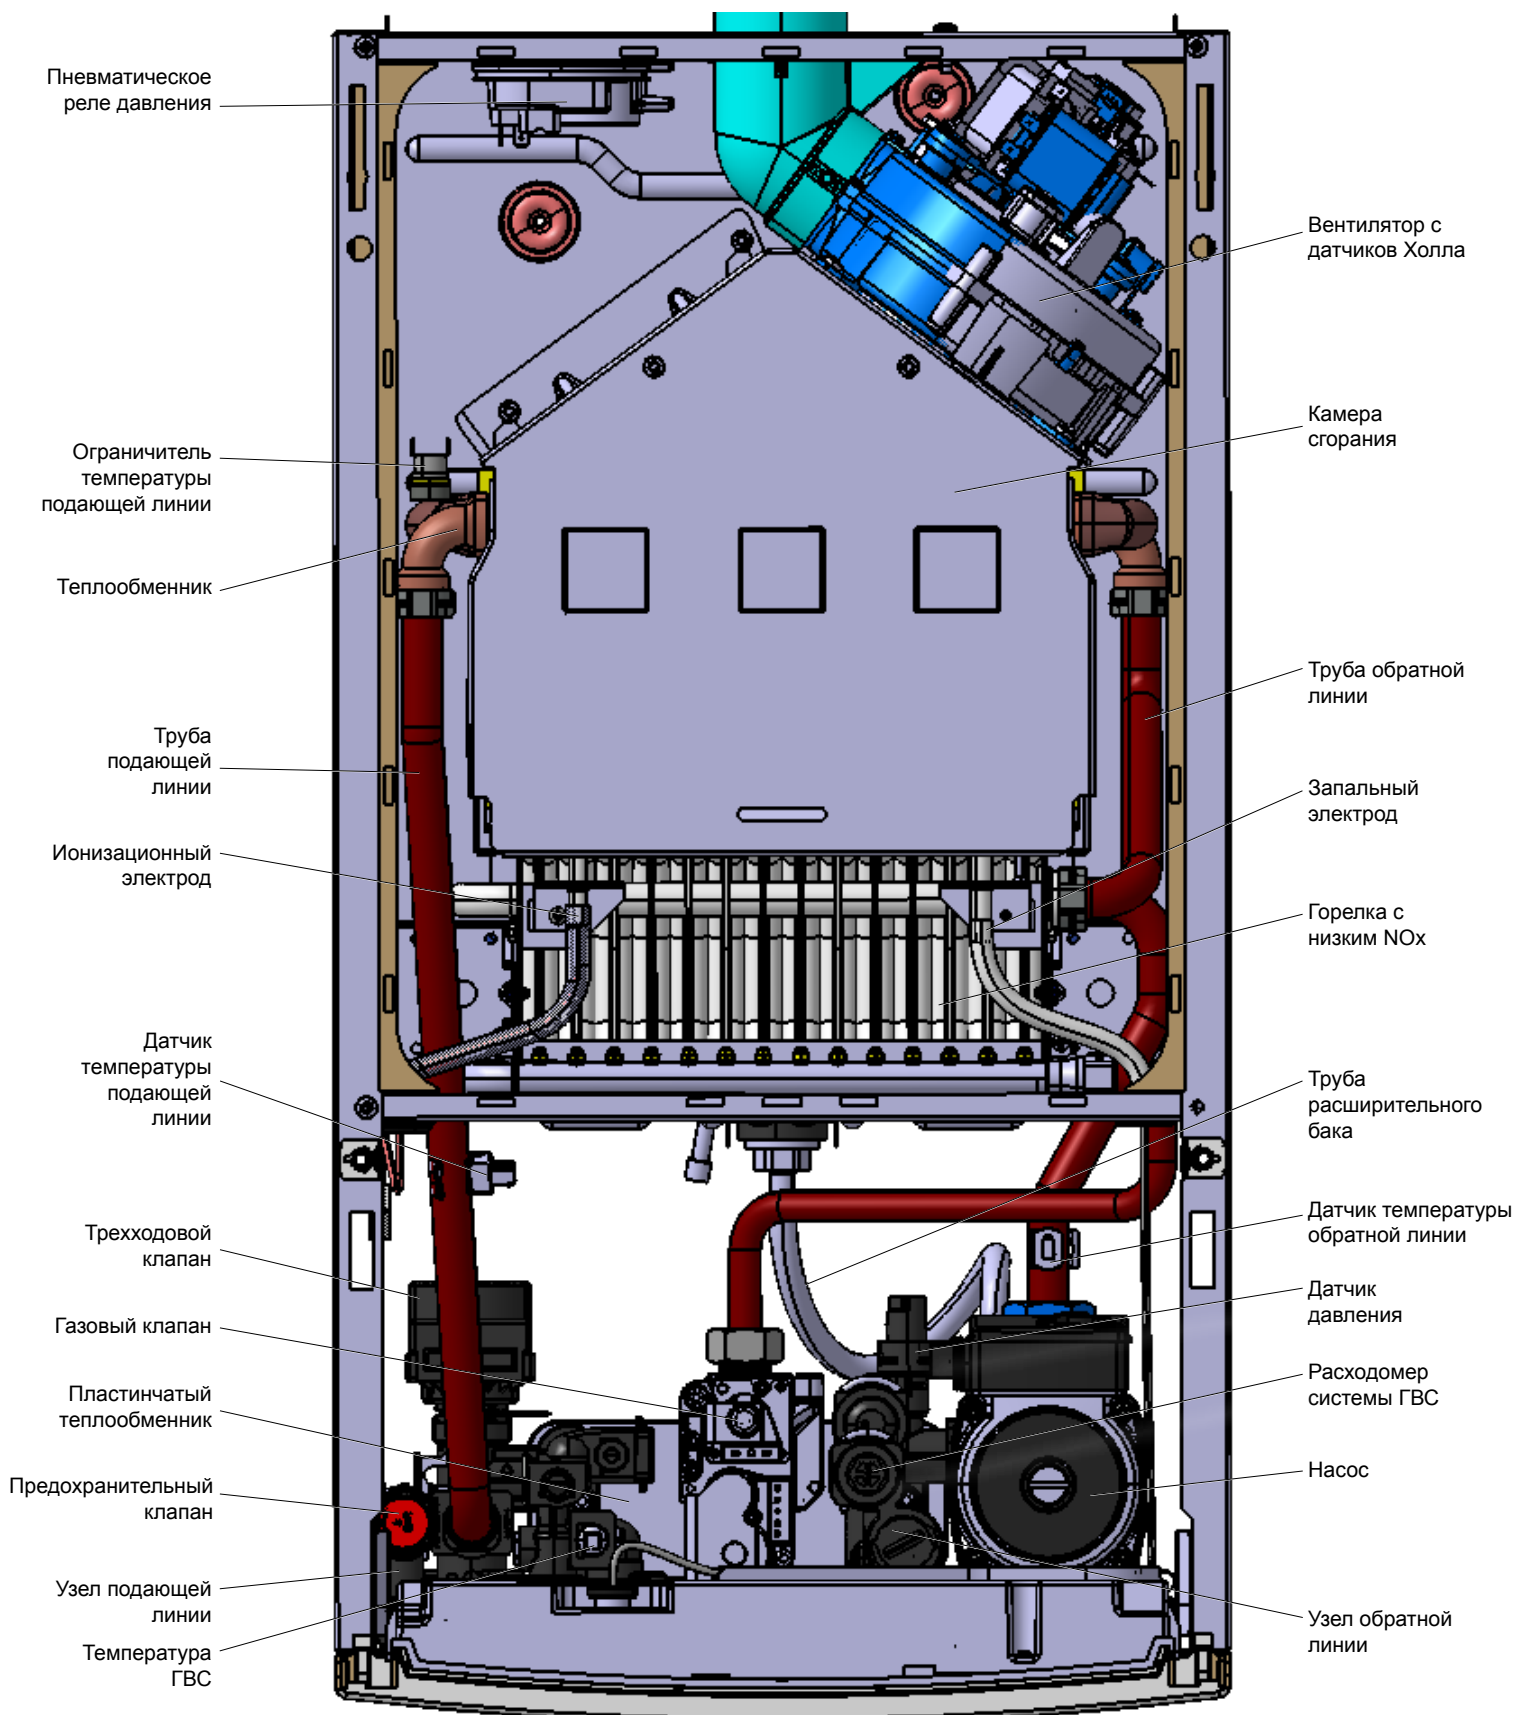 Пневматическое
реле давления
Ограничитель
температуры
подающей линии
Теплообменник
Труба
подающей
линии
Ионизационный
электрод
Датчик
температуры
подающей
линии
Трехходовой
клапан
Газовый клапан
Пластинчатый
теплообменник
Предохранительный
клапан
Узел подающей
линии
Температура
ГВС
Вентилятор с
датчиков Холла
Камера
сгорания
Труба обратной
линии
Запальный
электрод
Горелка с
низким NOx
Труба
расширительного
бака
Датчик температуры
обратной линии
Датчик
давления
Расходомер
системы ГВС
Насос
Узел обратной
линии